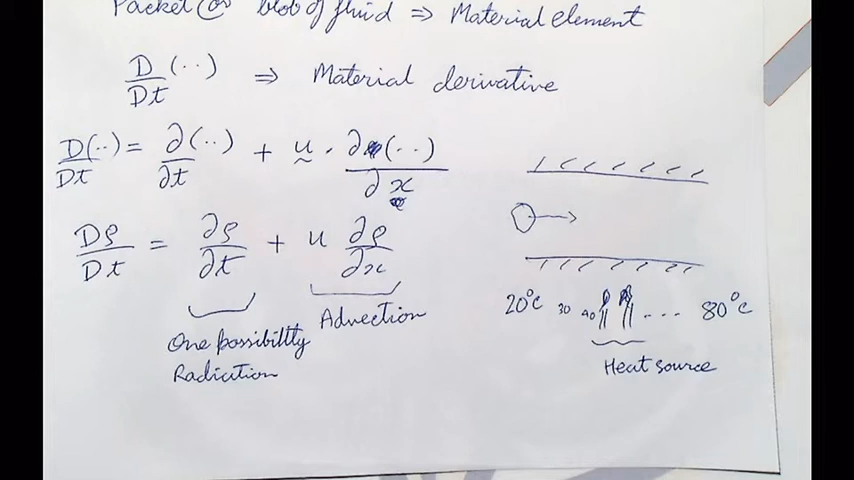 Packet (or blob of fluid ⇒ Material element
D(··)/Dt ⇒ Material derivative
D(··)/Dt = ∂(··)/∂t + u · ∂(··)/∂x
Dρ/Dt = ∂ρ/∂t + u ∂ρ/∂x
One possibility
Radiation
Advection
20°c 30 40 ... 80°c
Heat source